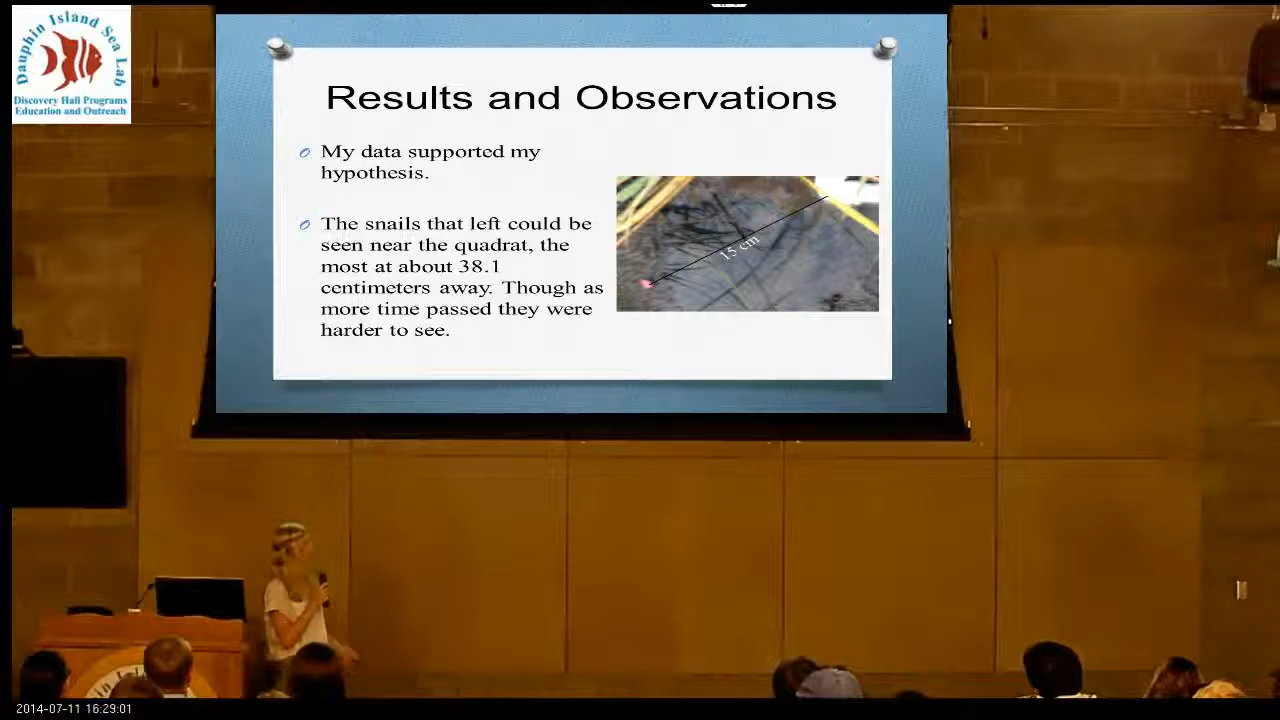 Dauphin Island Sea Lab
Discovery Hall Programs
Education and Outreach
Results and Observations
My data supported my
hypothesis.
The snails that left could be
seen near the quadrat, the
most at about 38.1
centimeters away. Though as
more time passed they were
harder to see.
15 cm
2014-07-11 16:29:01